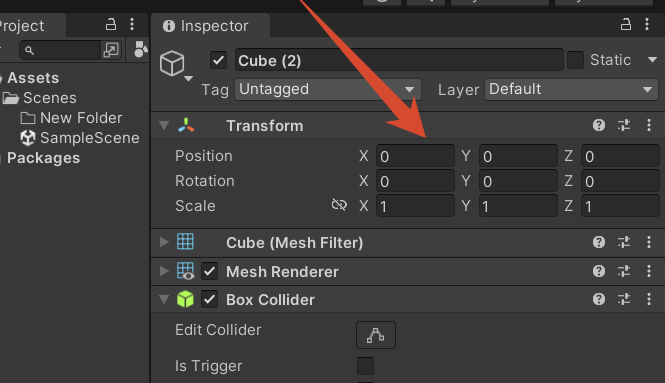 Project
Inspector
Cube (2)
Static
Tag Untagged Layer Default
Assets
Scenes
New Folder
SampleScene
Packages
Transform
Position X 0 Y 0 Z 0
Rotation X 0 Y 0 Z 0
Scale X 1 Y 1 Z 1
Cube (Mesh Filter)
Mesh Renderer
Box Collider
Edit Collider
Is Trigger